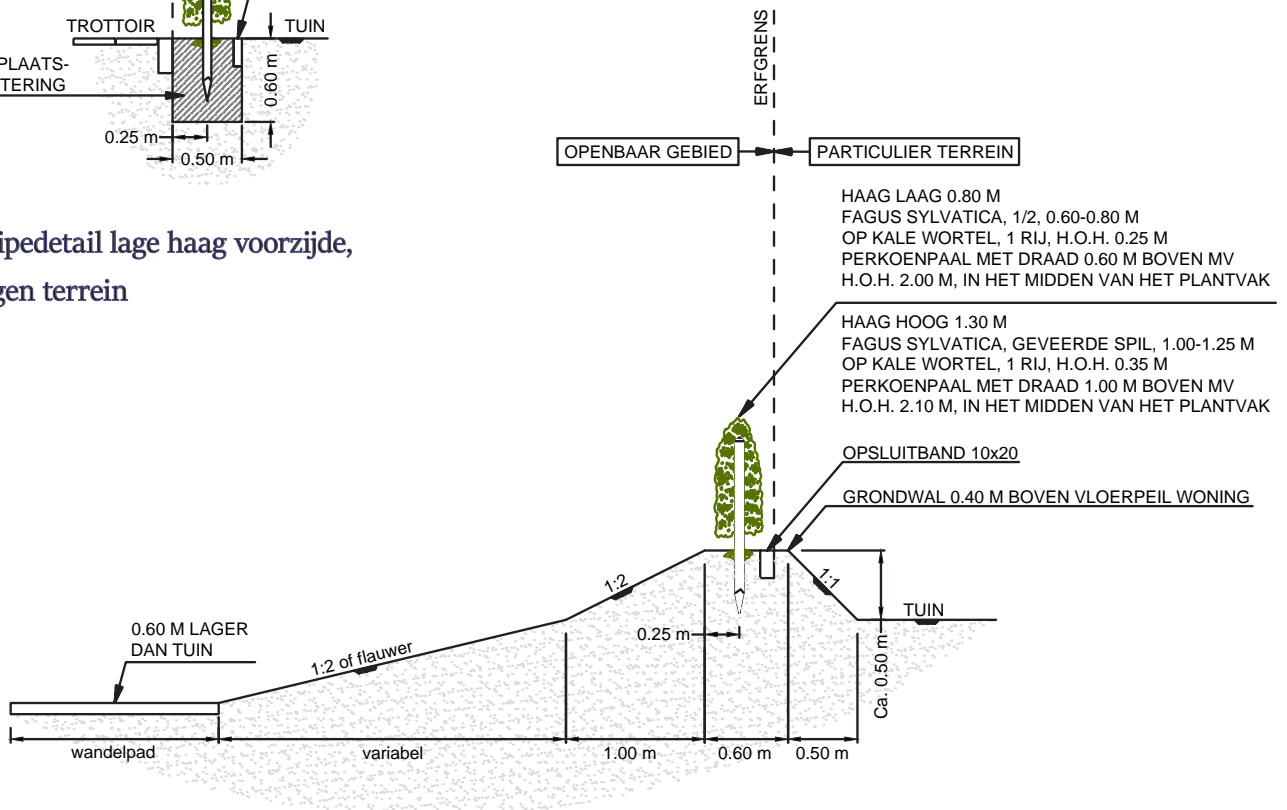 TROTTOIR
TUIN
PLAATS-
TERING
0.60 m
0.25 m
0.50 m
ipedetail lage haag voorzijde,
gen terrein
ERFGRENS
OPENBAAR GEBIED
PARTICULIER TERREIN
HAAG LAAG 0.80 M
FAGUS SYLVATICA, 1/2, 0.60-0.80 M
OP KALE WORTEL, 1 RIJ, H.O.H. 0.25 M
PERKOENPAAL MET DRAAD 0.60 M BOVEN MV
H.O.H. 2.00 M, IN HET MIDDEN VAN HET PLANTVAK
HAAG HOOG 1.30 M
FAGUS SYLVATICA, GEVEERDE SPIL, 1.00-1.25 M
OP KALE WORTEL, 1 RIJ, H.O.H. 0.35 M
PERKOENPAAL MET DRAAD 1.00 M BOVEN MV
H.O.H. 2.10 M, IN HET MIDDEN VAN HET PLANTVAK
OPSLUITBAND 10x20
GRONDWAL 0.40 M BOVEN VLOERPEIL WONING
1:2
1:1
TUIN
0.25 m
Ca. 0.50 m
0.60 M LAGER
DAN TUIN
1:2 of flauwer
wandelpad
variabel
1.00 m
0.60 m
0.50 m